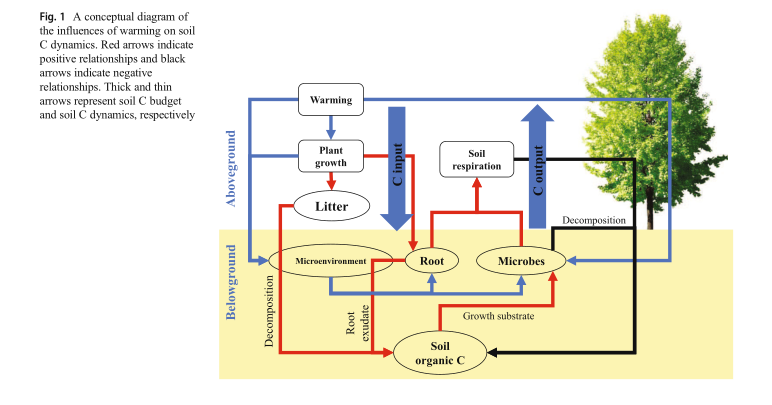 Fig. 1 A conceptual diagram of
the influences of warming on soil
C dynamics. Red arrows indicate
positive relationships and black
arrows indicate negative
relationships. Thick and thin
arrows represent soil C budget
and soil C dynamics, respectively
Warming
Plant
growth
Litter
C input
Soil
respiration
C output
Aboveground
Decomposition
Belowground
Microenvironment
Root
Microbes
Decomposition
Root
exudate
Growth substrate
Soil
organic C